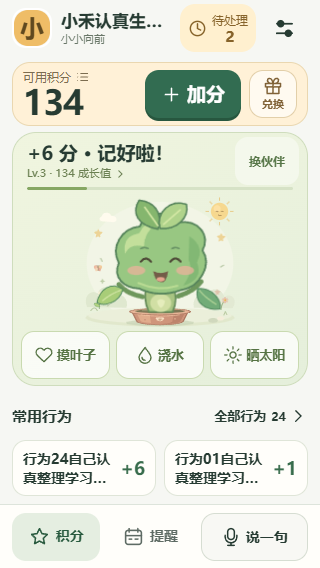 小
小禾认真生…
小小向前
待处理
2
可用积分
134
加分
兑换
+6 分·记好啦！
Lv.3 · 134 成长值
换伙伴
摸叶子
浇水
晒太阳
常用行为
全部行为 24
行为24自己认
真整理学习…
+6
行为01自己认
真整理学习…
+1
积分
提醒
说一句